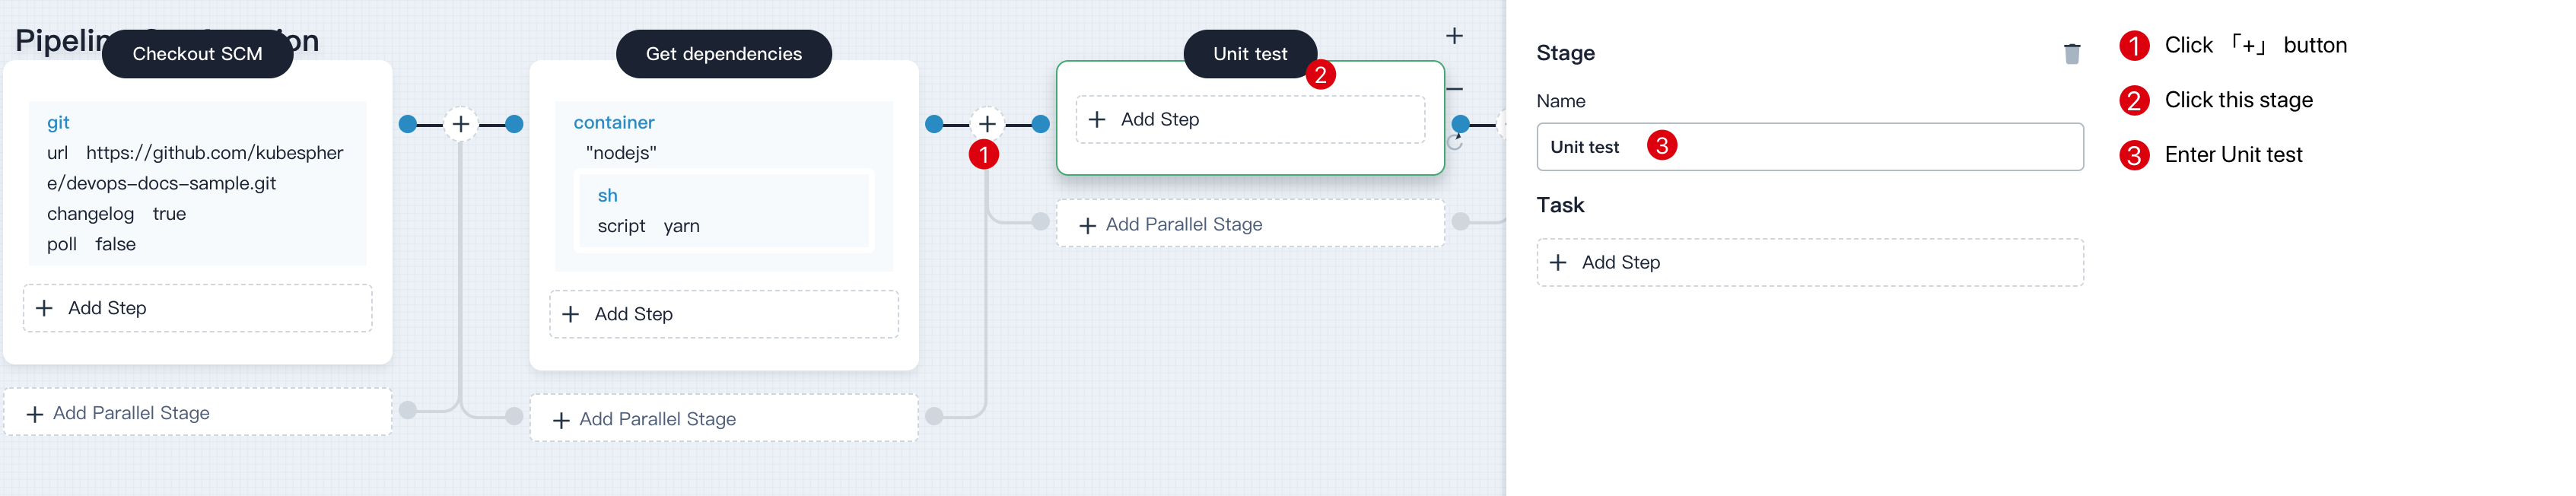 Pipelin on
Checkout SCM
git
url https://github.com/kubespher
e/devops-docs-sample.git
changelog true
poll false
+ Add Step
+ Add Parallel Stage
Get dependencies
container
"nodejs"
sh
script yarn
+ Add Step
+ Add Parallel Stage
1
Unit test
2
+ Add Step
+ Add Parallel Stage
Stage
Name
Unit test 3
Task
+ Add Step
1 Click 「+」 button
2 Click this stage
3 Enter Unit test